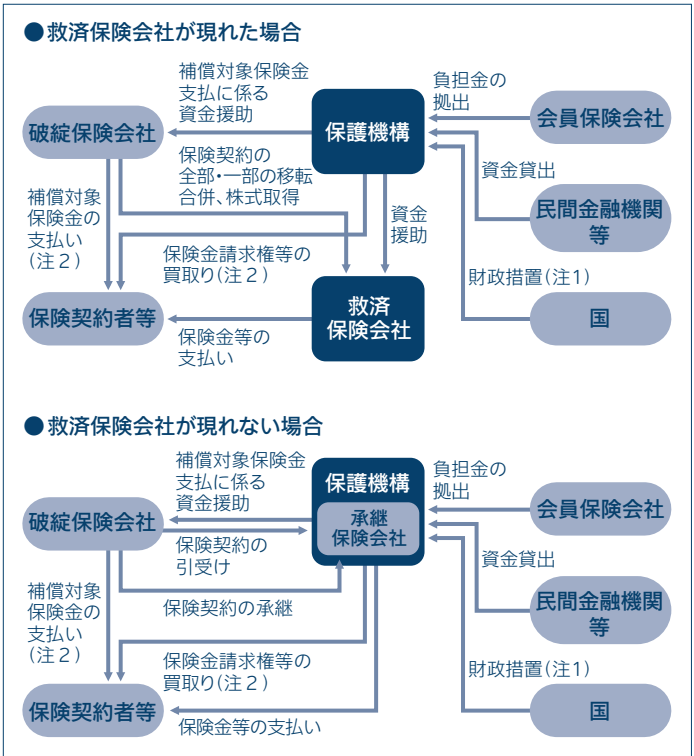 ●救済保険会社が現れた場合
補償対象保険金
支払に係る
資金援助
負担金の
拠出
破綻保険会社
保護機構
会員保険会社
保険契約の
全部・一部の移転
合併、株式取得
資金貸出
補償対象
保険金の
支払い
(注２)
資金
援助
民間金融機関
等
保険金請求権等の
買取り(注２)
財政措置(注1)
保険契約者等
救済
保険会社
国
保険金等の
支払い
●救済保険会社が現れない場合
補償対象保険金
支払に係る
資金援助
保護機構
負担金の
拠出
破綻保険会社
承継
保険会社
会員保険会社
保険契約の
引受け
資金貸出
補償対象
保険金の
支払い
(注２)
保険契約の承継
民間金融機関
等
保険金請求権等の
買取り(注２)
財政措置(注1)
保険契約者等
国
保険金等の支払い